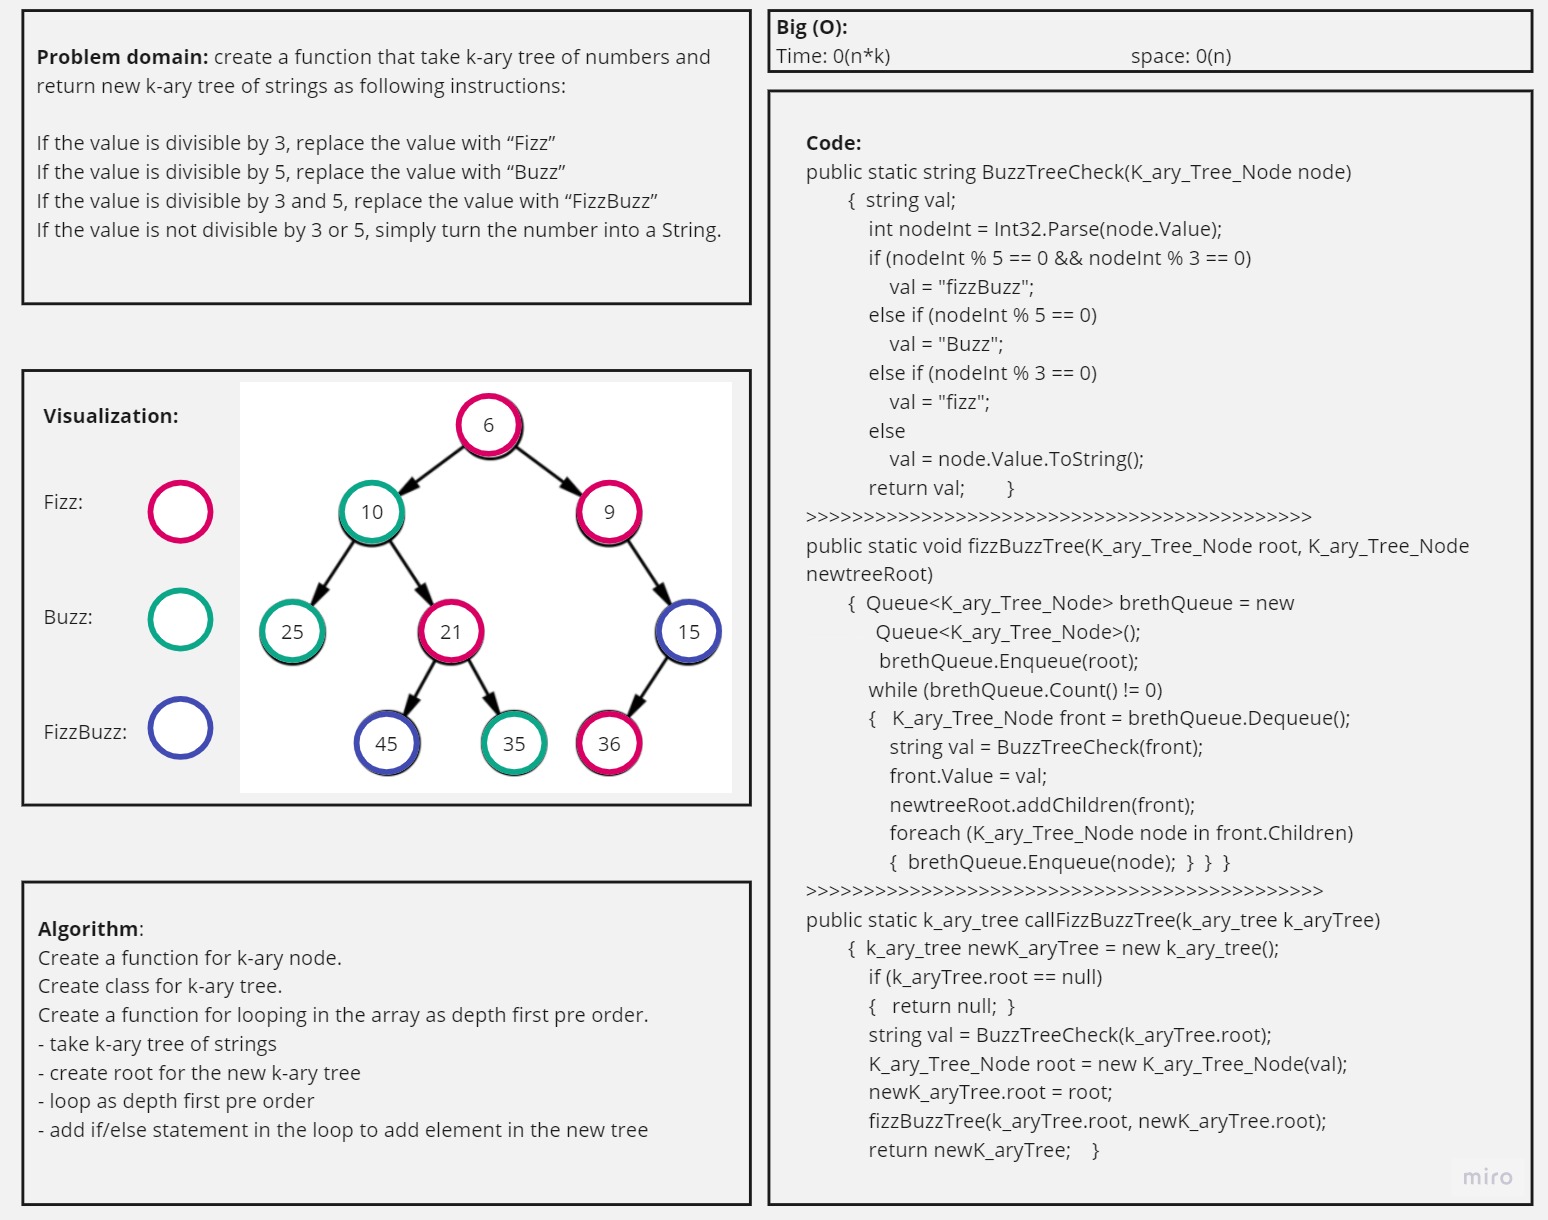 Problem domain: create a function that take k-ary tree of numbers and
return new k-ary tree of strings as following instructions:
If the value is divisible by 3, replace the value with “Fizz”
If the value is divisible by 5, replace the value with “Buzz”
If the value is divisible by 3 and 5, replace the value with “FizzBuzz”
If the value is not divisible by 3 or 5, simply turn the number into a String.
Visualization:
Fizz:
Buzz:
FizzBuzz:
6
10
9
25
21
15
45
35
36
Algorithm:
Create a function for k-ary node.
Create class for k-ary tree.
Create a function for looping in the array as depth first pre order.
- take k-ary tree of strings
- create root for the new k-ary tree
- loop as depth first pre order
- add if/else statement in the loop to add element in the new tree
Big (O):
Time: 0(n*k) space: 0(n)
Code:
public static string BuzzTreeCheck(K_ary_Tree_Node node)
{ string val;
int nodeInt = Int32.Parse(node.Value);
if (nodeInt % 5 == 0 && nodeInt % 3 == 0)
val = "fizzBuzz";
else if (nodeInt % 5 == 0)
val = "Buzz";
else if (nodeInt % 3 == 0)
val = "fizz";
else
val = node.Value.ToString();
return val; }
>>>>>>>>>>>>>>>>>>>>>>>>>>>>>>>>>>>>>>>>>>>>
public static void fizzBuzzTree(K_ary_Tree_Node root, K_ary_Tree_Node
newtreeRoot)
{ Queue<K_ary_Tree_Node> brethQueue = new
Queue<K_ary_Tree_Node>();
brethQueue.Enqueue(root);
while (brethQueue.Count() != 0)
{ K_ary_Tree_Node front = brethQueue.Dequeue();
string val = BuzzTreeCheck(front);
front.Value = val;
newtreeRoot.addChildren(front);
foreach (K_ary_Tree_Node node in front.Children)
{ brethQueue.Enqueue(node); } } }
>>>>>>>>>>>>>>>>>>>>>>>>>>>>>>>>>>>>>>>>>>>>>
public static k_ary_tree callFizzBuzzTree(k_ary_tree k_aryTree)
{ k_ary_tree newK_aryTree = new k_ary_tree();
if (k_aryTree.root == null)
{ return null; }
string val = BuzzTreeCheck(k_aryTree.root);
K_ary_Tree_Node root = new K_ary_Tree_Node(val);
newK_aryTree.root = root;
fizzBuzzTree(k_aryTree.root, newK_aryTree.root);
return newK_aryTree; }
miro